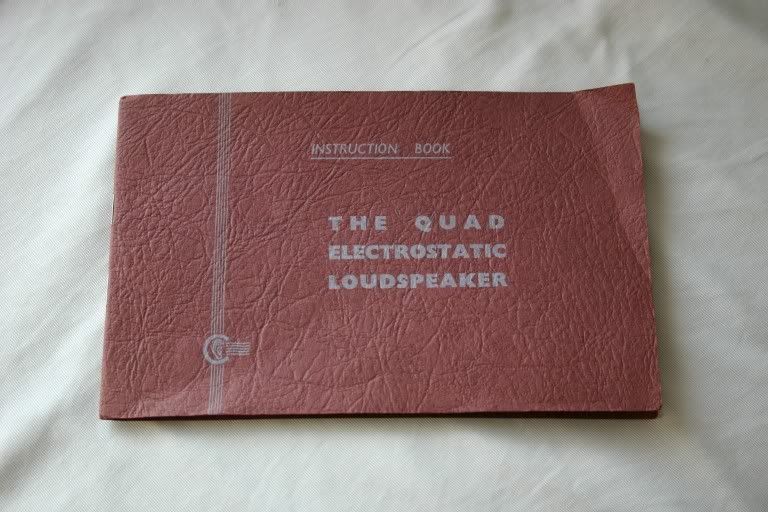 INSTRUCTION BOOK
THE QUAD
ELECTROSTATIC
LOUDSPEAKER